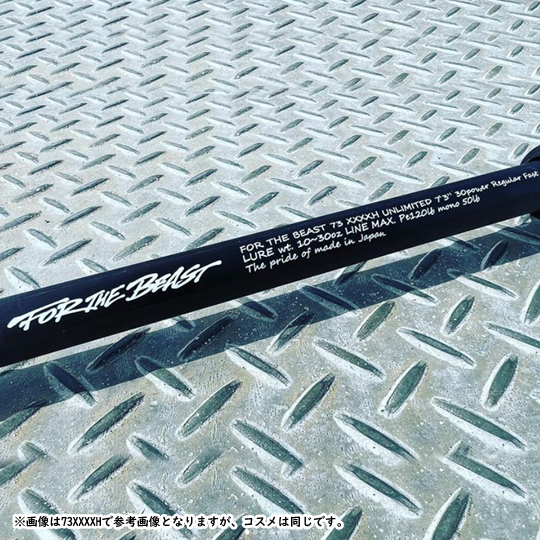 FOR THE BEAST
FOR THE BEAST 73 XXXXH UNLIMITED 7'3" 30power Regular Fast
LURE wt. 10~30oz LINE MAX. Pe120lb mono 50lb
The pride of made in Japan
※画像は73XXXXHで参考画像となりますが、コスメは同じです。